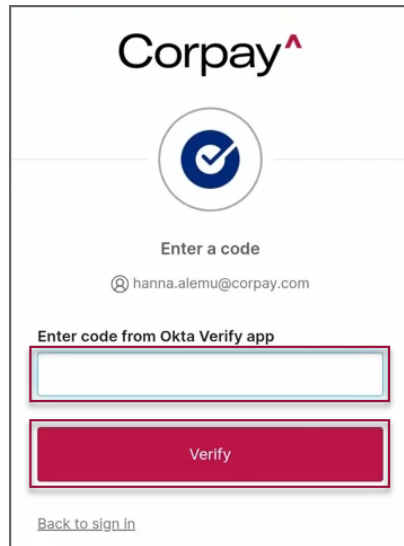 Corpay^
Enter a code
hanna.alemu@corpay.com
Enter code from Okta Verify app
Verify
Back to sign in